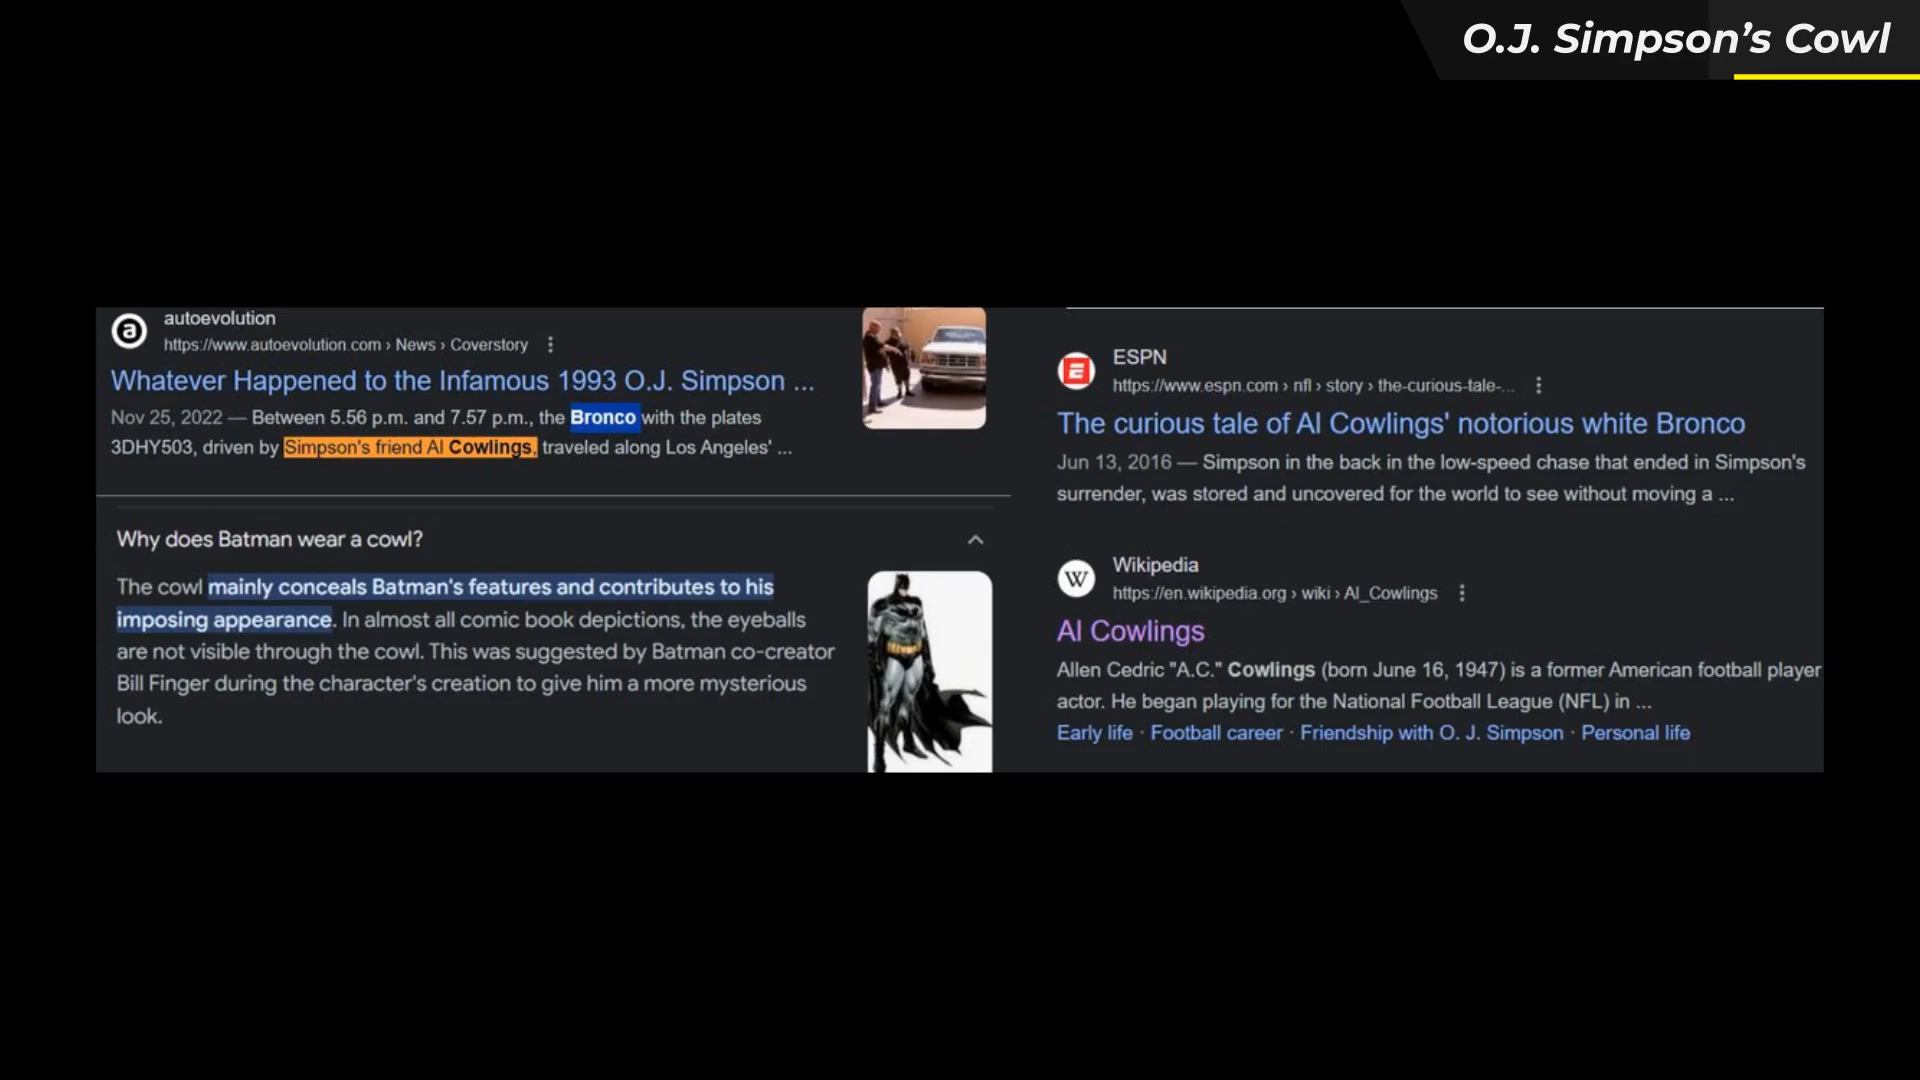 O.J. Simpson’s Cowl
autoevolution
https://www.autoevolution.com › News › Coverstory
Whatever Happened to the Infamous 1993 O.J. Simpson ...
Nov 25, 2022 — Between 5.56 p.m. and 7.57 p.m., the Bronco with the plates
3DHY503, driven by Simpson's friend Al Cowlings, traveled along Los Angeles' ...
Why does Batman wear a cowl?
The cowl mainly conceals Batman's features and contributes to his
imposing appearance. In almost all comic book depictions, the eyeballs
are not visible through the cowl. This was suggested by Batman co-creator
Bill Finger during the character's creation to give him a more mysterious
look.
ESPN
https://www.espn.com › nfl › story › the-curious-tale-...
The curious tale of Al Cowlings' notorious white Bronco
Jun 13, 2016 — Simpson in the back in the low-speed chase that ended in Simpson's
surrender, was stored and uncovered for the world to see without moving a ...
W
Wikipedia
https://en.wikipedia.org › wiki › Al_Cowlings
Al Cowlings
Allen Cedric "A.C." Cowlings (born June 16, 1947) is a former American football player
actor. He began playing for the National Football League (NFL) in ...
Early life · Football career · Friendship with O. J. Simpson · Personal life